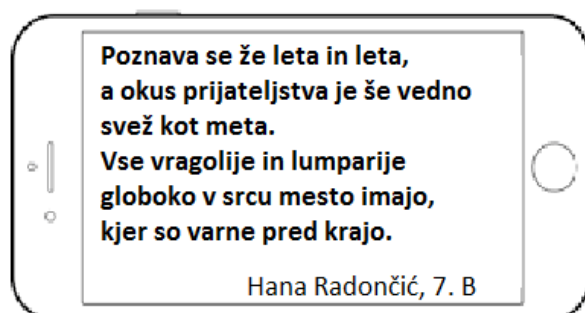 Poznava se že leta in leta,
a okus prijateljstva je še vedno
svež kot meta.
Vse vragolije in lumparije
globoko v srcu mesto imajo,
kjer so varne pred krajo.
Hana Radončić, 7. B